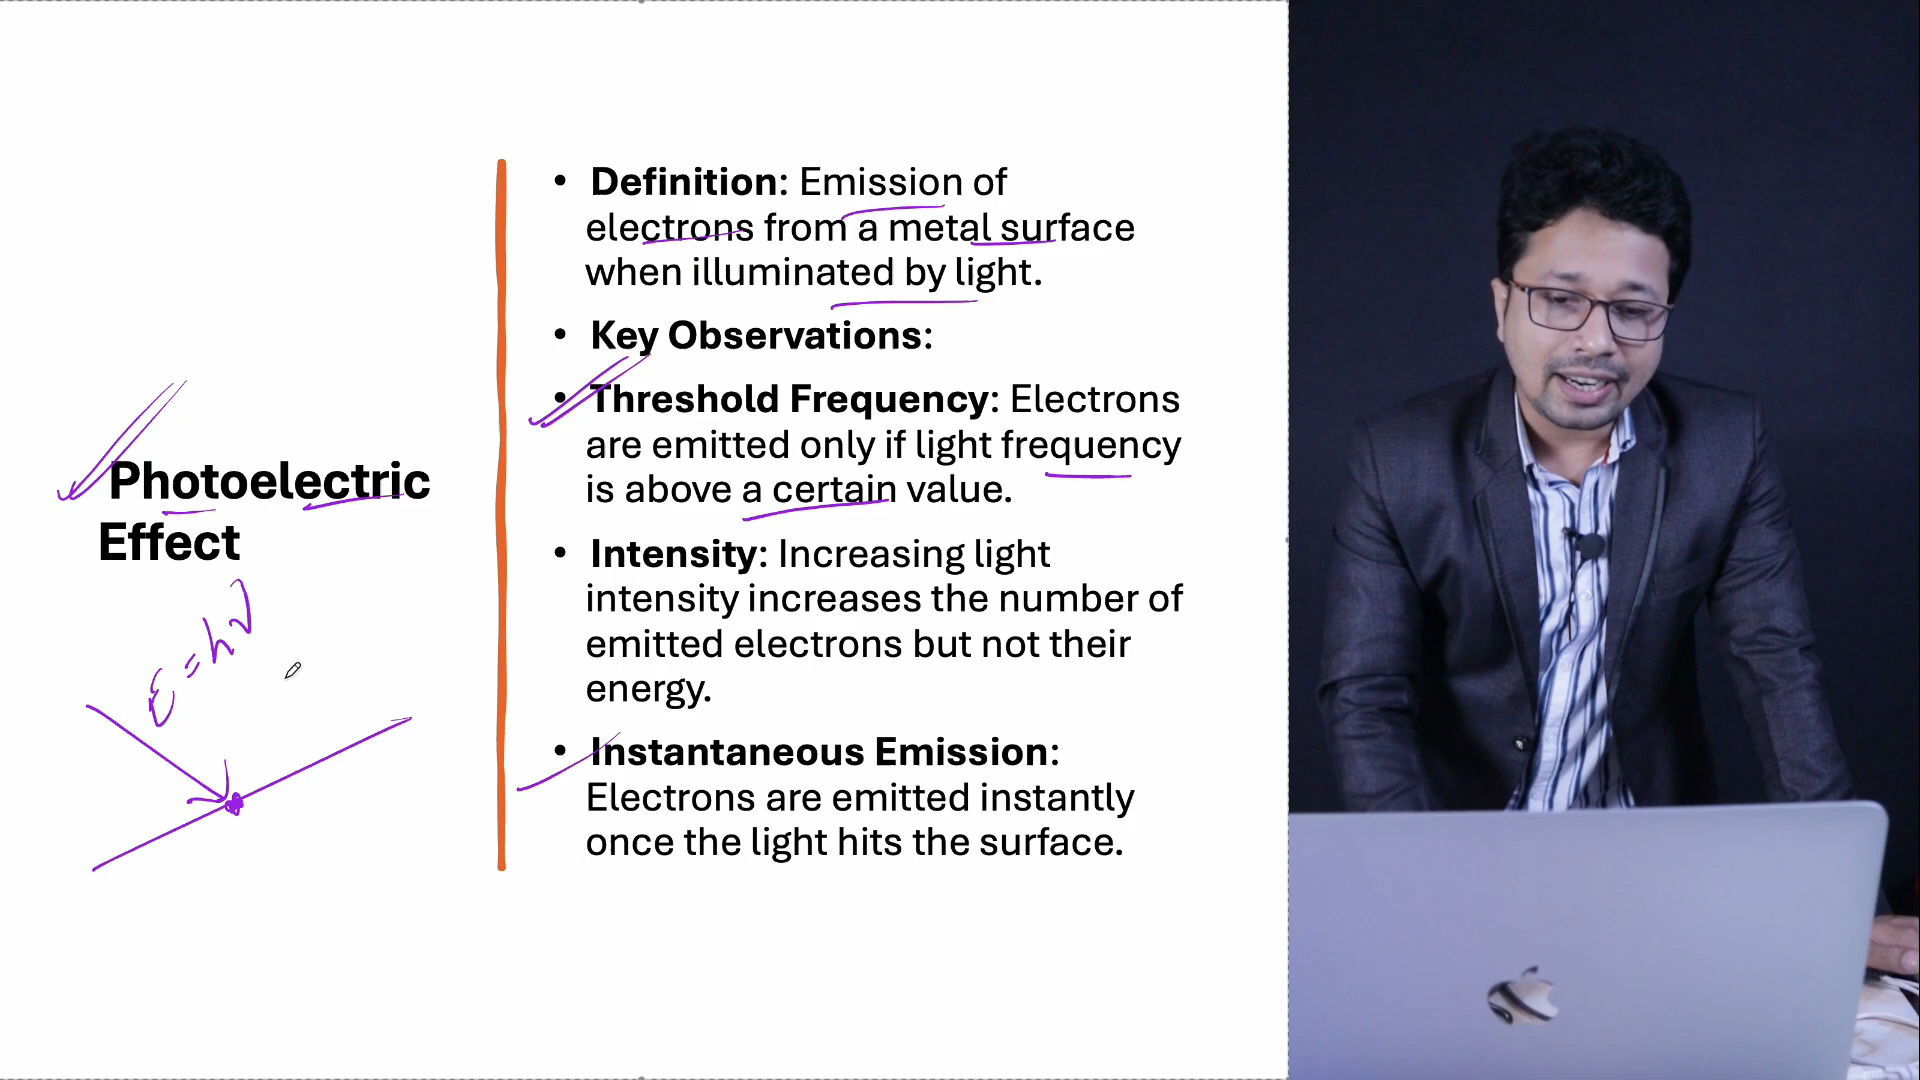 Photoelectric
Effect
E = hν
• Definition: Emission of
electrons from a metal surface
when illuminated by light.
• Key Observations:
• Threshold Frequency: Electrons
are emitted only if light frequency
is above a certain value.
• Intensity: Increasing light
intensity increases the number of
emitted electrons but not their
energy.
• Instantaneous Emission:
Electrons are emitted instantly
once the light hits the surface.